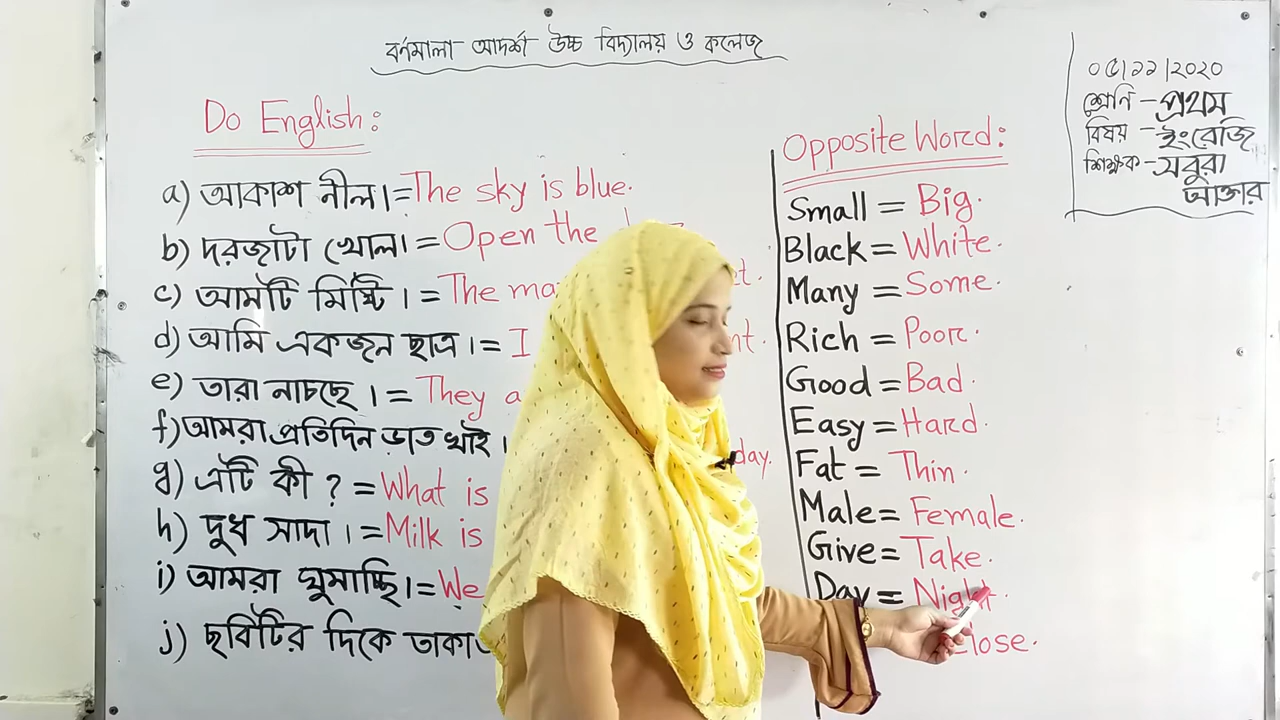 বর্ণমালা আদর্শ উচ্চ বিদ্যালয় ও কলেজ
০৫/১১/২০২০
শ্রেনি - প্রথম
বিষয় - ইংরেজি
শিক্ষক - সবুরা
আক্তার
Do English:
a) আকাশ নীল। = The sky is blue.
b) দরজাটা খোল। = Open the
c) আমটি মিষ্টি। = The
d) আমি একজন ছাত্র। = I
e) তারা নাচছে। = They
f) আমরা প্রতিদিন ভাত খাই।
g) এটি কী? = What is
h) দুধ সাদা। = Milk is
i) আমরা ঘুমাচ্ছি। = We
j) ছবিটির দিকে
Opposite Word:
Small = Big.
Black = White.
Many = Some.
Rich = Poor.
Good = Bad.
Easy = Hard.
Fat = Thin.
Male = Female.
Give = Take.
Day = Night.
Close.